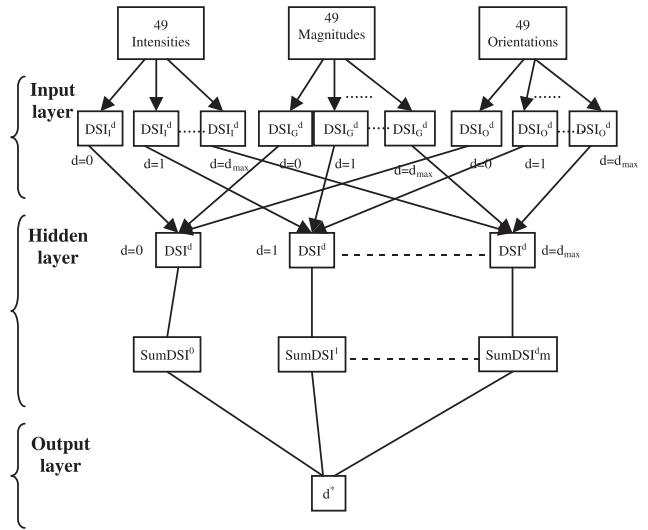 49
Intensities
49
Magnitudes
49
Orientations
Input
layer
DSI_I^d DSI_I^d ...... DSI_I^d DSI_G^d DSI_G^d ..... DSI_G^d DSI_O^d DSI_O^d ..... DSI_O^d
d=0 d=1 d=d_max d=0 d=1 d=d_max d=0 d=1 d=d_max
Hidden
layer
d=0 DSI^d d=1 DSI^d DSI^d d=d_max
SumDSI^0 SumDSI^1 SumDSI^dm
Output
layer
d^*